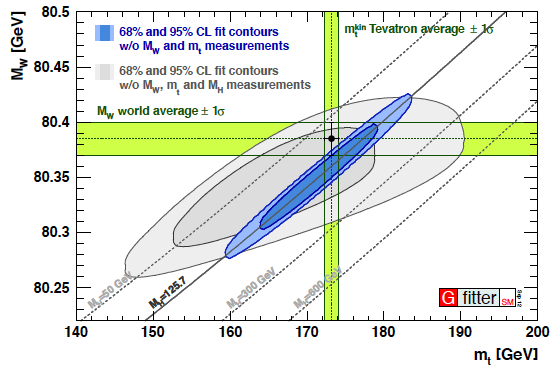 68% and 95% CL fit contours
w/o M_W and m_t measurements
68% and 95% CL fit contours
w/o M_W, m_t and M_H measurements
m_t^kin Tevatron average ± 1σ
M_W world average ± 1σ
M_W [GeV]
80.5
80.45
80.4
80.35
80.3
80.25
M_H=50 GeV
M_H=125.7
M_H=300 GeV
M_H=600 GeV
G fitter SM
Sep 12
140 150 160 170 180 190 200
m_t [GeV]